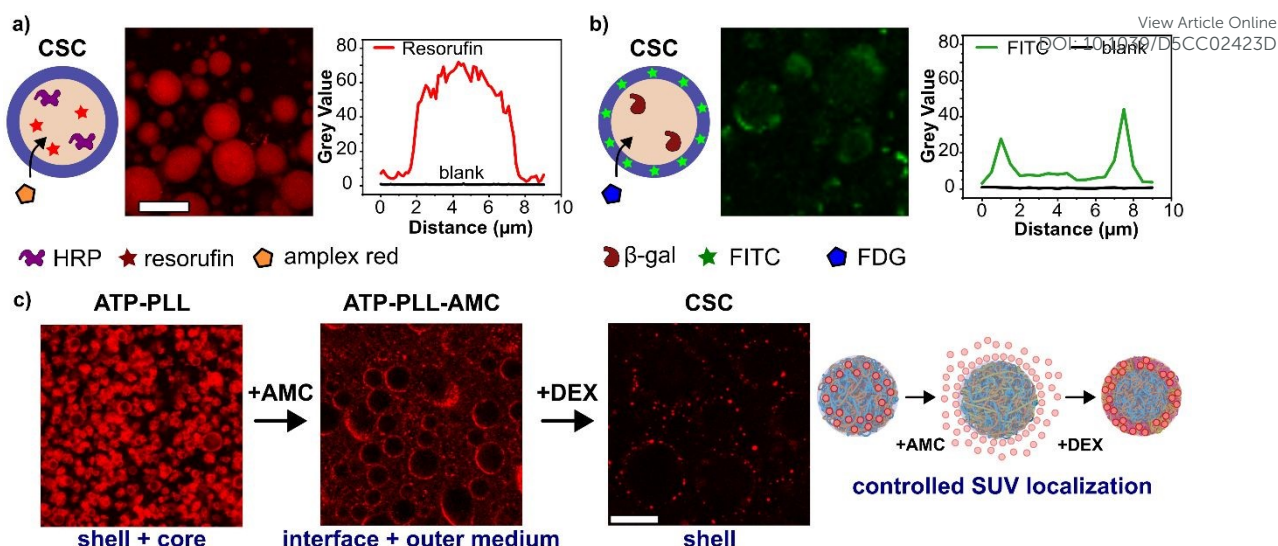 View Article Online
DOI: 10.1039/D5CC02423D
a)
CSC
Grey Value
80
60
40
20
0
Resorufin
blank
0 2 4 6 8 10
Distance (µm)
HRP resorufin amplex red
b)
CSC
Grey Value
80
60
40
20
0
FITC blank
0 2 4 6 8 10
Distance (µm)
β-gal FITC FDG
c)
ATP-PLL ATP-PLL-AMC CSC
+AMC +DEX
shell + core interface + outer medium shell
+AMC +DEX
controlled SUV localization